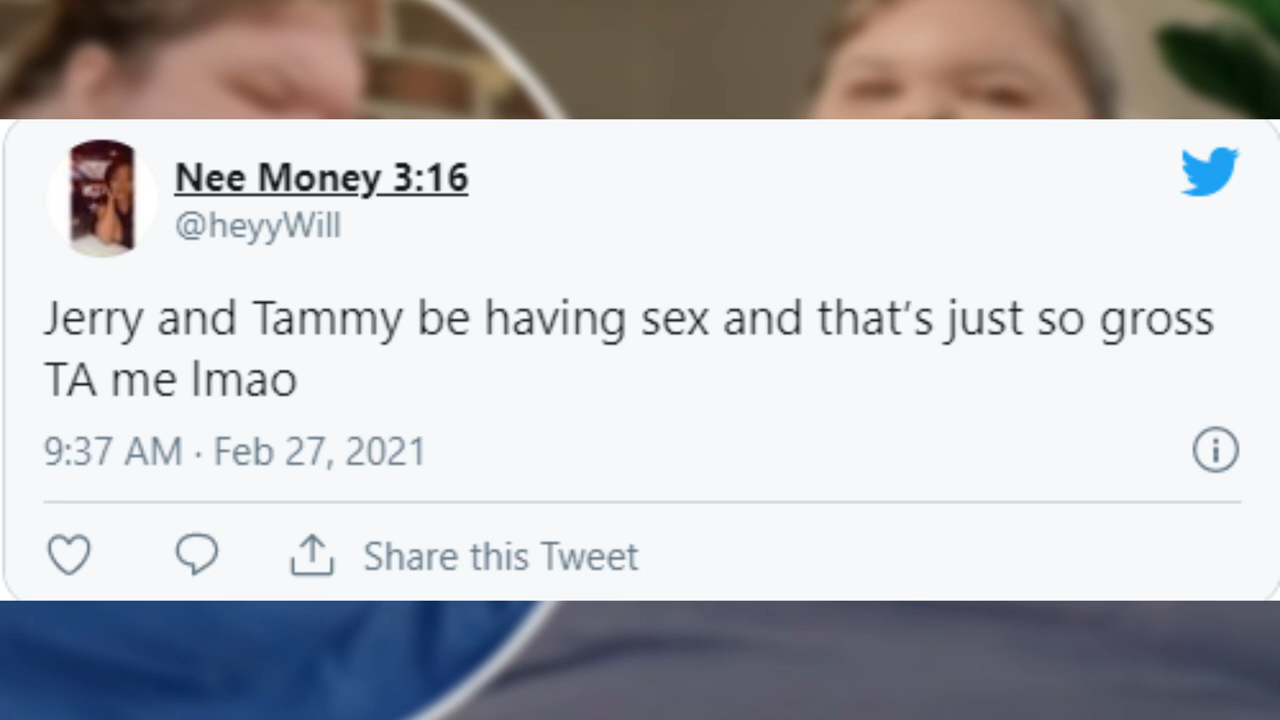 Nee Money 3:16
@heyyWill
Jerry and Tammy be having sex and that’s just so gross
TA me lmao
9:37 AM · Feb 27, 2021
Share this Tweet